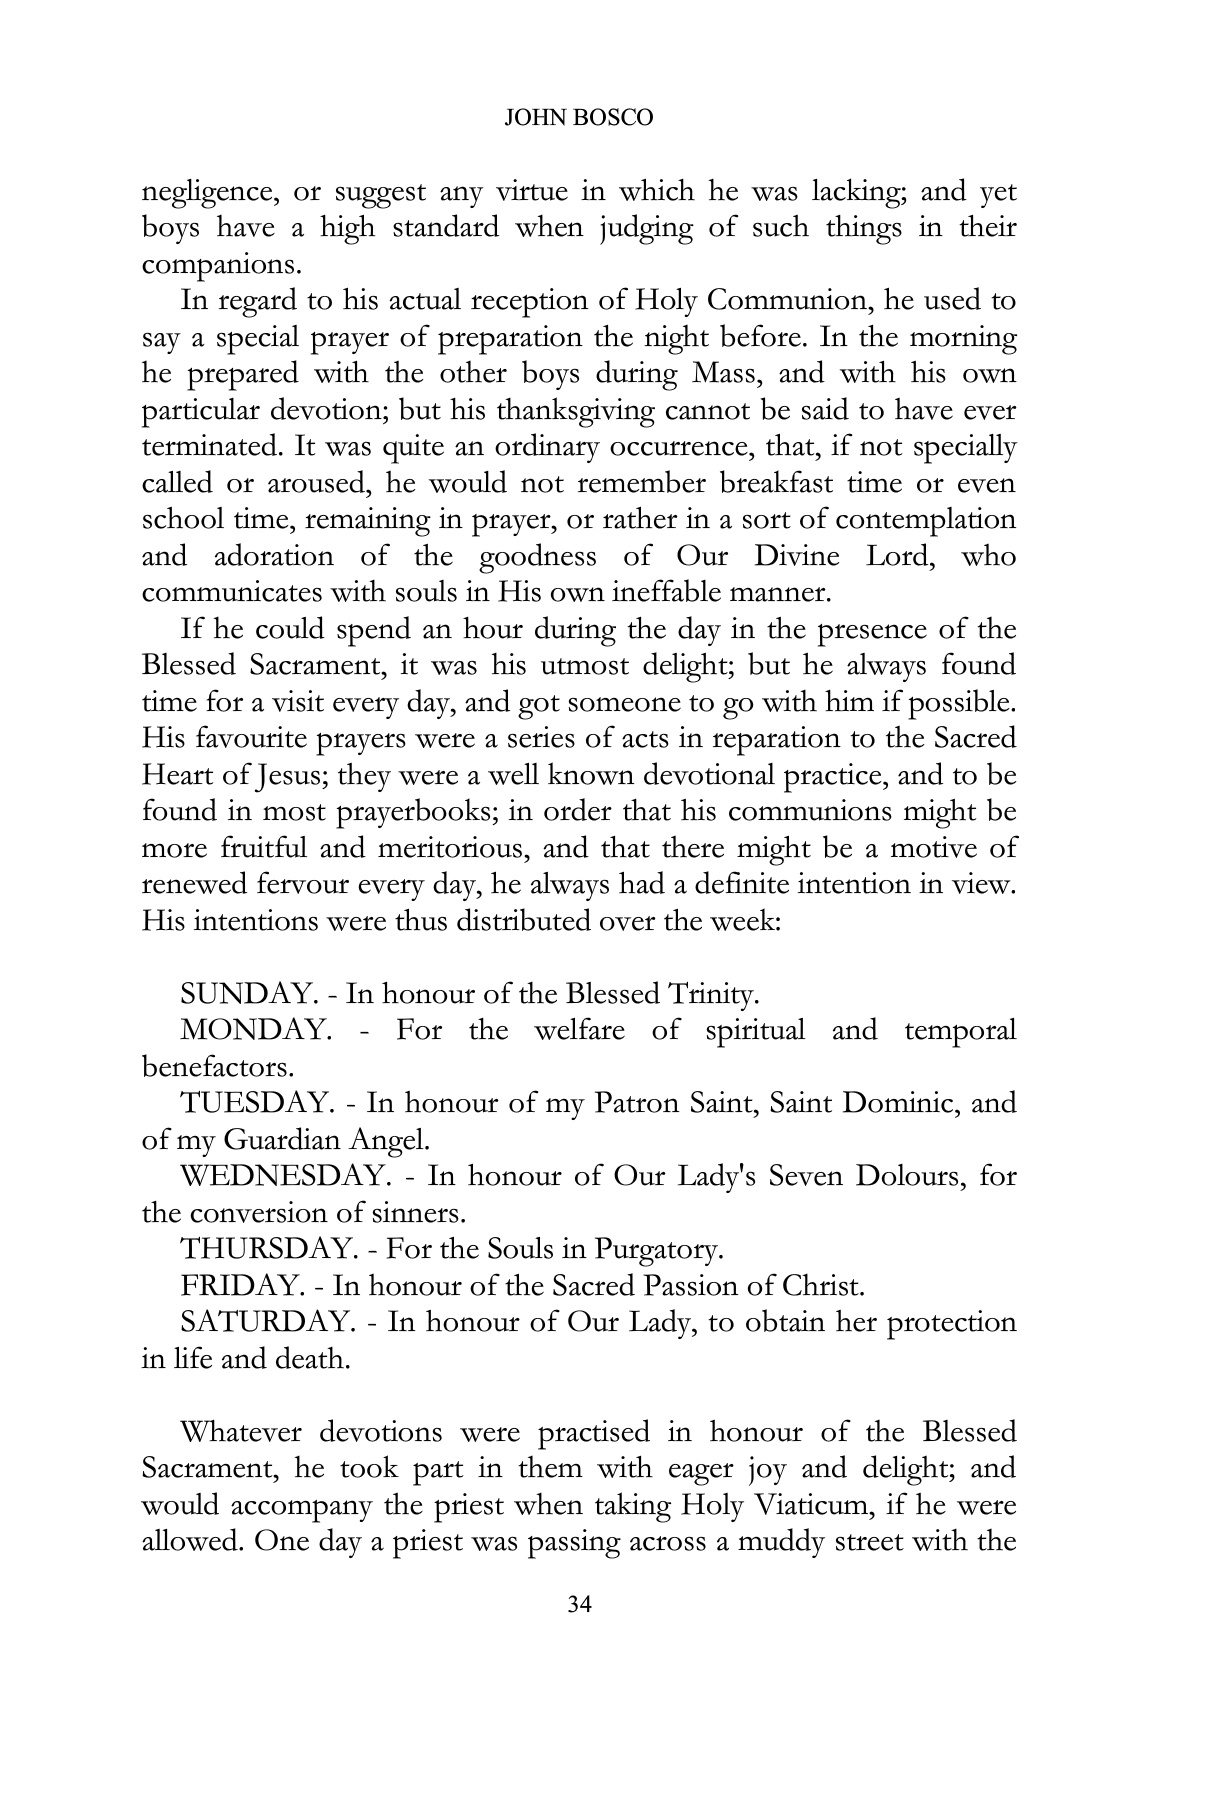 JOHN BOSCO
negligence, or suggest any virtue in which he was lacking; and yet
boys have a high standard when judging of such things in their
companions.
In regard to his actual reception of Holy Communion, he used to
say a special prayer of preparation the night before. In the morning
he prepared with the other boys during Mass, and with his own
particular devotion; but his thanksgiving cannot be said to have ever
terminated. It was quite an ordinary occurrence, that, if not specially
called or aroused, he would not remember breakfast time or even
school time, remaining in prayer, or rather in a sort of contemplation
and adoration of the goodness of Our Divine Lord, who
communicates with souls in His own ineffable manner.
If he could spend an hour during the day in the presence of the
Blessed Sacrament, it was his utmost delight; but he always found
time for a visit every day, and got someone to go with him if possible.
His favourite prayers were a series of acts in reparation to the Sacred
Heart of Jesus; they were a well known devotional practice, and to be
found in most prayerbooks; in order that his communions might be
more fruitful and meritorious, and that there might be a motive of
renewed fervour every day, he always had a definite intention in view.
His intentions were thus distributed over the week:
SUNDAY. - In honour of the Blessed Trinity.
MONDAY. - For the welfare of spiritual and temporal
benefactors.
TUESDAY. - In honour of my Patron Saint, Saint Dominic, and
of my Guardian Angel.
WEDNESDAY. - In honour of Our Lady's Seven Dolours, for
the conversion of sinners.
THURSDAY. - For the Souls in Purgatory.
FRIDAY. - In honour of the Sacred Passion of Christ.
SATURDAY. - In honour of Our Lady, to obtain her protection
in life and death.
Whatever devotions were practised in honour of the Blessed
Sacrament, he took part in them with eager joy and delight; and
would accompany the priest when taking Holy Viaticum, if he were
allowed. One day a priest was passing across a muddy street with the
34